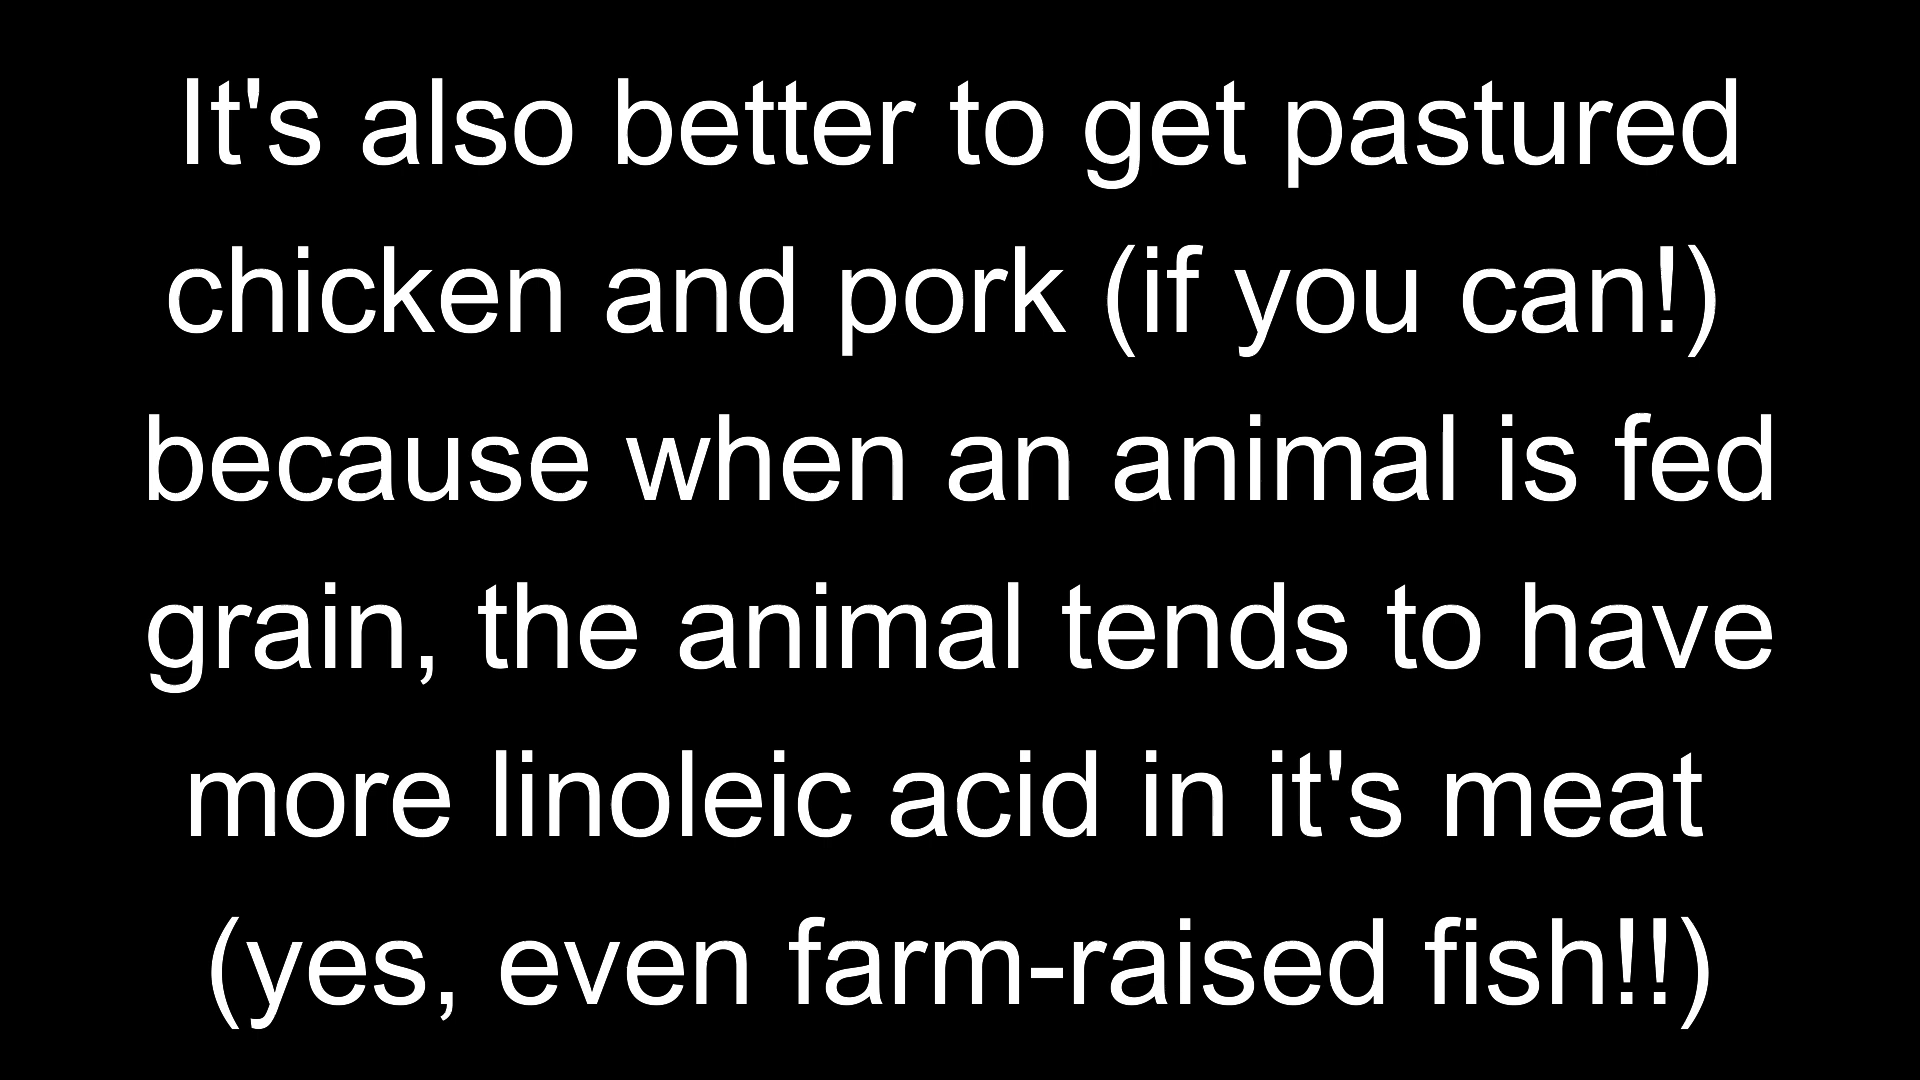 It's also better to get pastured
chicken and pork (if you can!)
because when an animal is fed
grain, the animal tends to have
more linoleic acid in it's meat
(yes, even farm-raised fish!!)